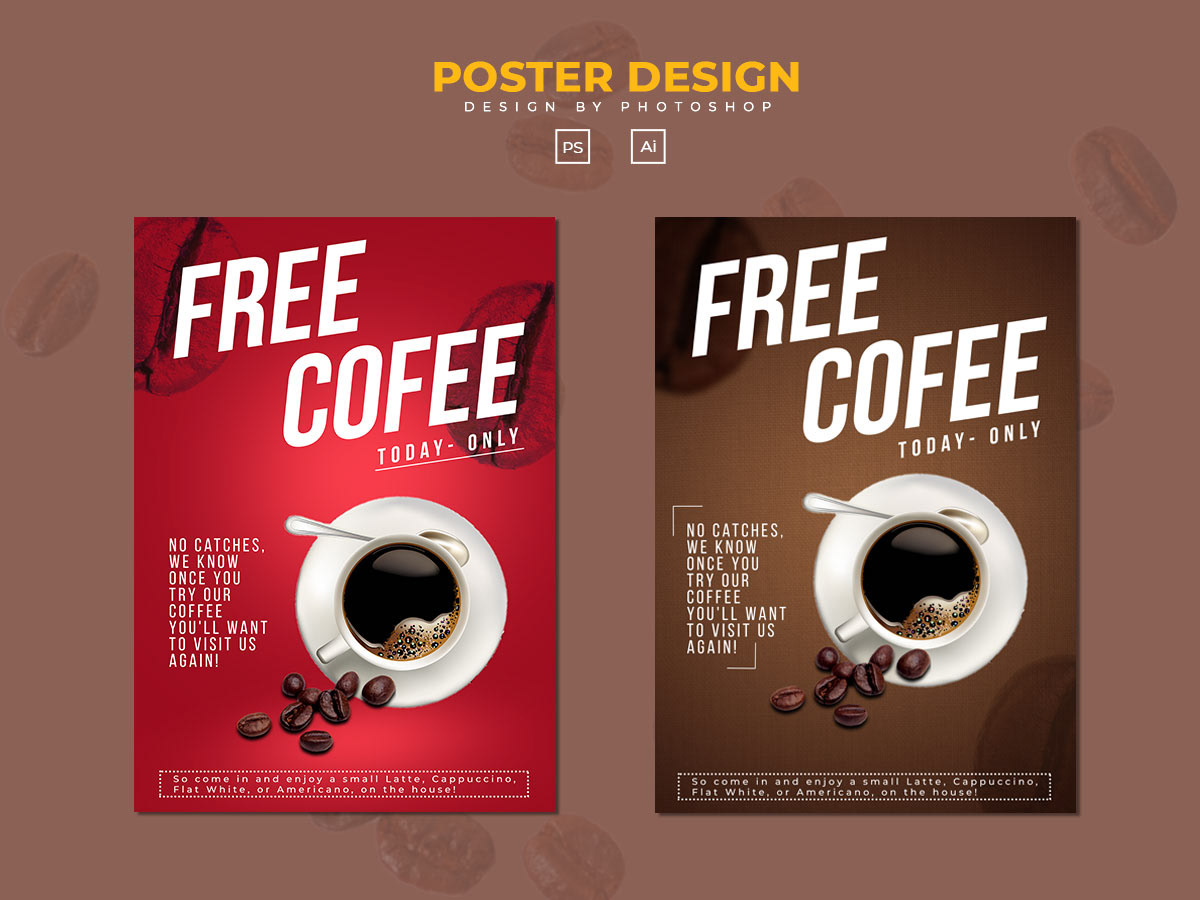 POSTER DESIGN
DESIGN BY PHOTOSHOP
PS
Ai
FREE
COFEE
TODAY- ONLY
NO CATCHES,
WE KNOW
ONCE YOU
TRY OUR
COFFEE
YOU'LL WANT
TO VISIT US
AGAIN!
So come in and enjoy a small Latte, Cappuccino,
Flat White, or Americano, on the house!
FREE
COFEE
TODAY- ONLY
NO CATCHES,
WE KNOW
ONCE YOU
TRY OUR
COFFEE
YOU'LL WANT
TO VISIT US
AGAIN!
So come in and enjoy a small Latte, Cappuccino,
Flat White, or Americano, on the house!